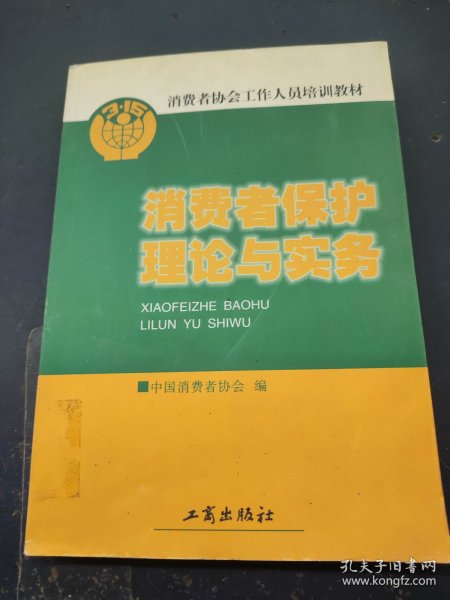 消费者协会工作人员培训教材
3·15
消费者保护
理论与实务
XIAOFEIZHE BAOHU
LILUN YU SHIWU
■中国消费者协会 编
工商出版社
孔夫子旧书网
www.kongfz.com